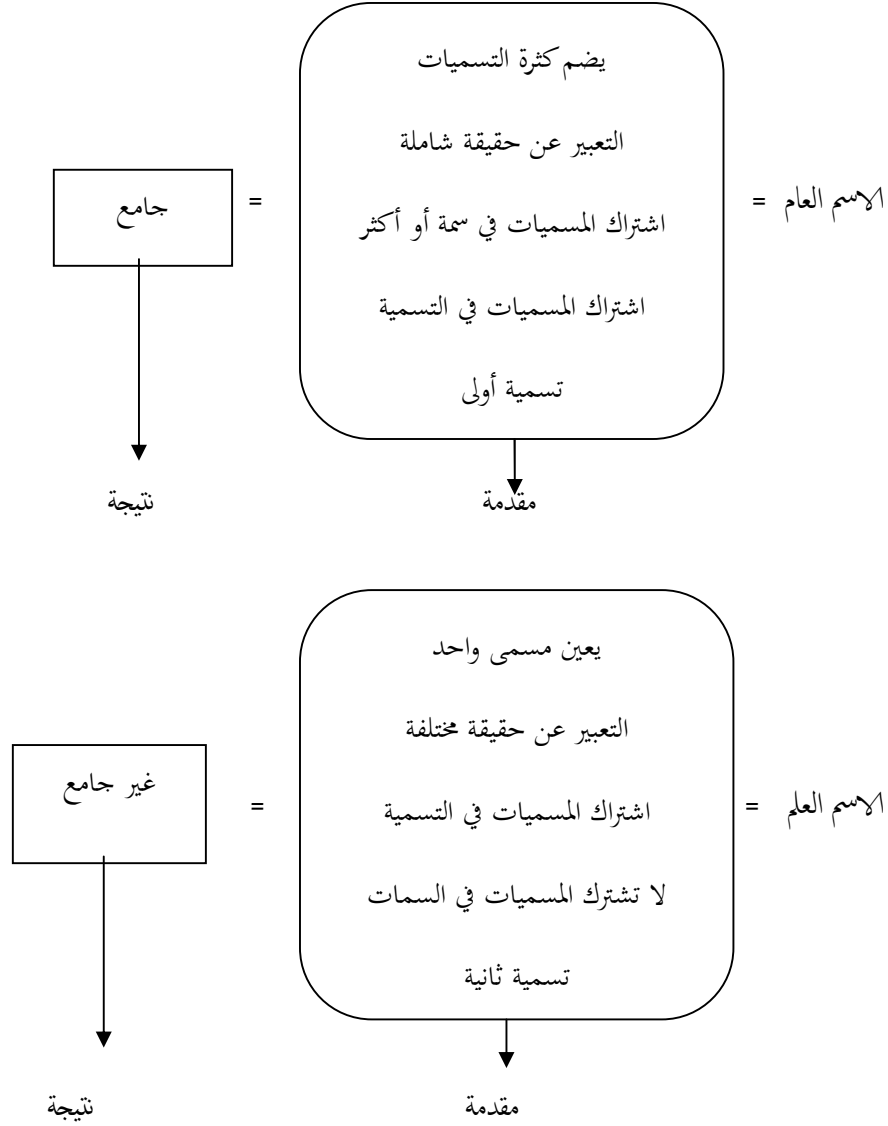 يضم كثرة التسميات
التعبير عن حقيقة شاملة
الاسم العام = اشتراك المسميات في سمة أو أكثر = جامع
اشتراك المسميات في التسمية
تسمية أولى
مقدمة نتيجة
يعين مسمى واحد
التعبير عن حقيقة مختلفة
الاسم العلم = اشتراك المسميات في التسمية = غير جامع
لا تشترك المسميات في السمات
تسمية ثانية
مقدمة نتيجة